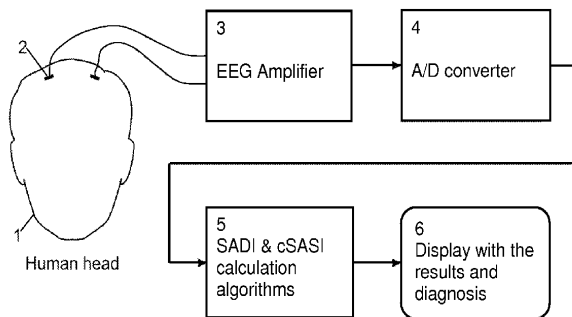 2
3
EEG Amplifier
4
A/D converter
1
Human head
5
SADI & cSASI
calculation
algorithms
6
Display with the
results and
diagnosis